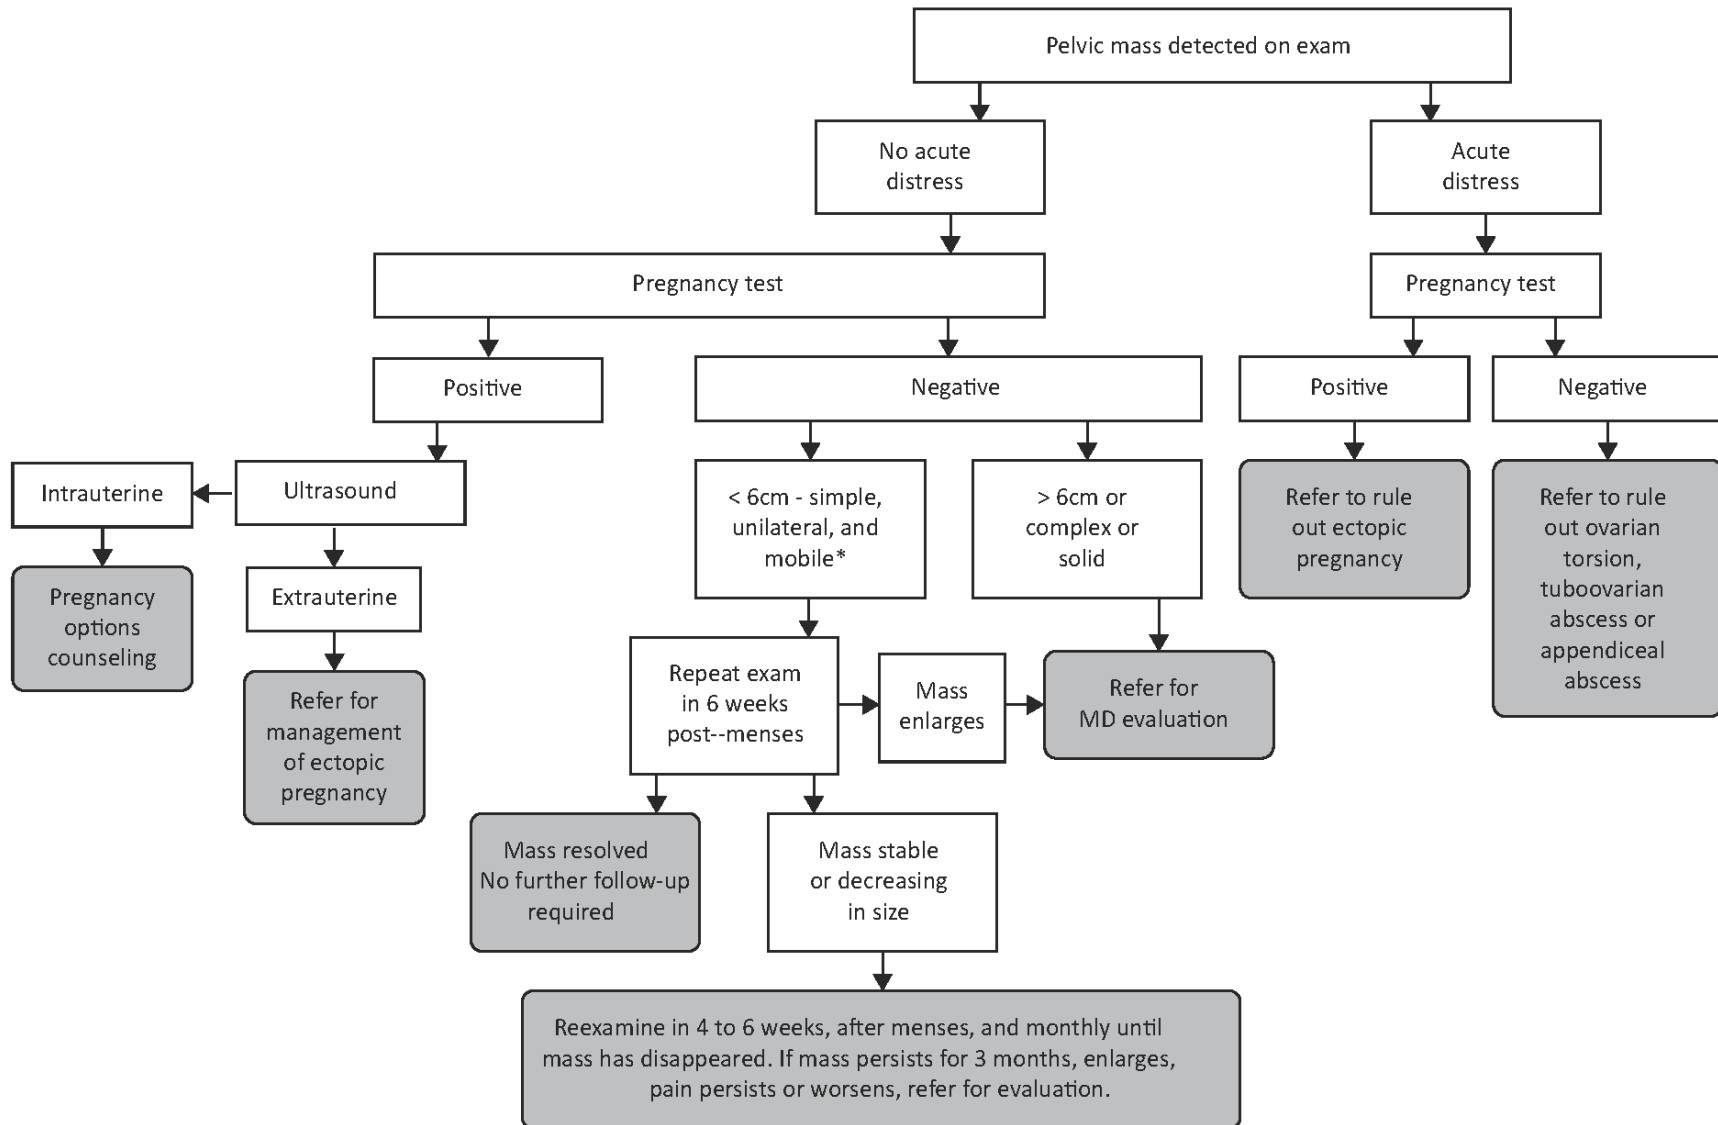 Pelvic mass detected on exam
No acute
distress
Acute
distress
Pregnancy test
Pregnancy test
Positive
Negative
Positive
Negative
Intrauterine
Ultrasound
< 6cm - simple,
unilateral, and
mobile*
> 6cm or
complex or
solid
Refer to rule
out ectopic
pregnancy
Refer to rule
out ovarian
torsion,
tuboovarian
abscess or
appendiceal
abscess
Pregnancy
options
counseling
Extrauterine
Refer for
management
of ectopic
pregnancy
Repeat exam
in 6 weeks
post--menses
Mass
enlarges
Refer for
MD evaluation
Mass resolved
No further follow-up
required
Mass stable
or decreasing
in size
Reexamine in 4 to 6 weeks, after menses, and monthly until
mass has disappeared. If mass persists for 3 months, enlarges,
pain persists or worsens, refer for evaluation.